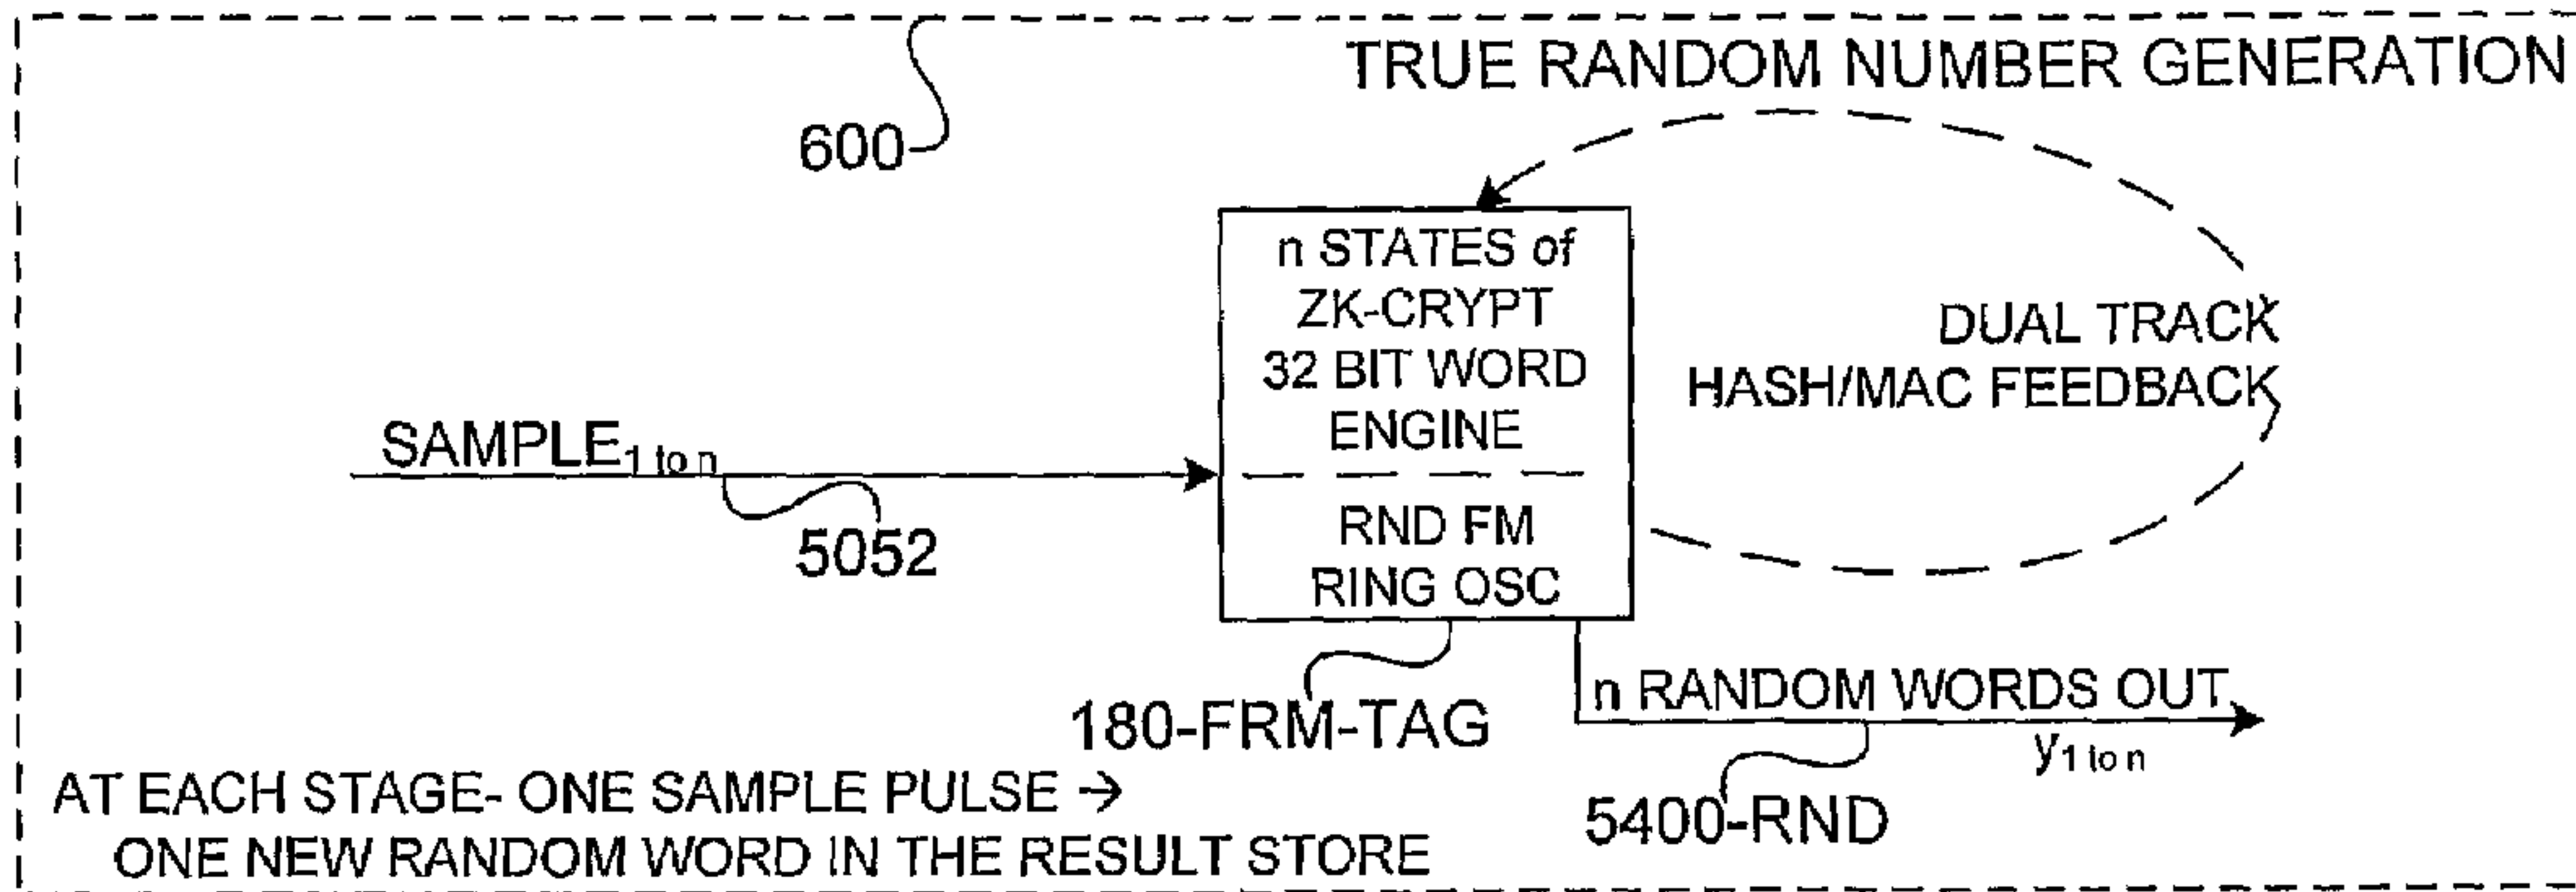 TRUE RANDOM NUMBER GENERATION
600
n STATES of
ZK-CRYPT
32 BIT WORD
ENGINE
DUAL TRACK
HASH/MAC FEEDBACK
SAMPLE1 to n
5052
RND FM
RING OSC
180-FRM-TAG
n RANDOM WORDS OUT
y1 to n
5400-RND
AT EACH STAGE- ONE SAMPLE PULSE →
ONE NEW RANDOM WORD IN THE RESULT STORE